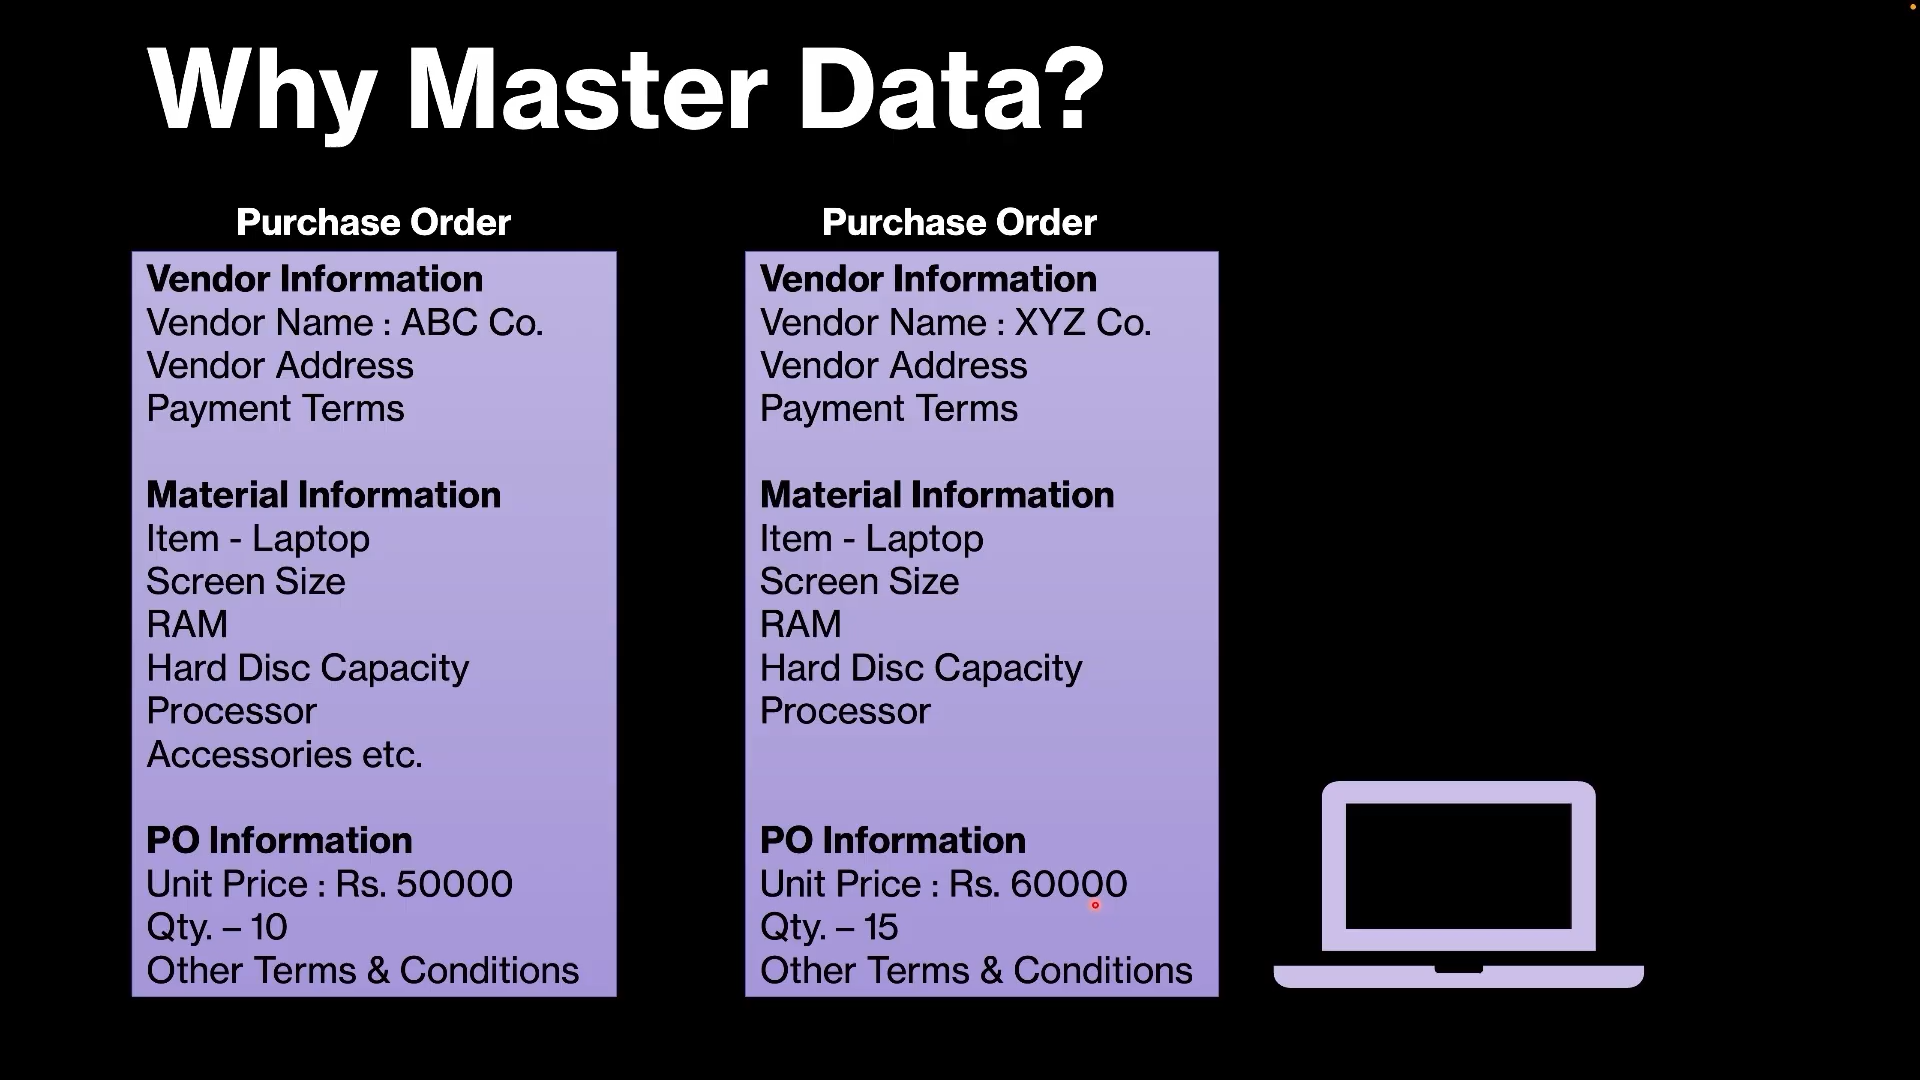 Why Master Data?
Purchase Order
Vendor Information
Vendor Name : ABC Co.
Vendor Address
Payment Terms
Material Information
Item - Laptop
Screen Size
RAM
Hard Disc Capacity
Processor
Accessories etc.
PO Information
Unit Price : Rs. 50000
Qty. – 10
Other Terms & Conditions
Purchase Order
Vendor Information
Vendor Name : XYZ Co.
Vendor Address
Payment Terms
Material Information
Item - Laptop
Screen Size
RAM
Hard Disc Capacity
Processor
PO Information
Unit Price : Rs. 60000
Qty. – 15
Other Terms & Conditions